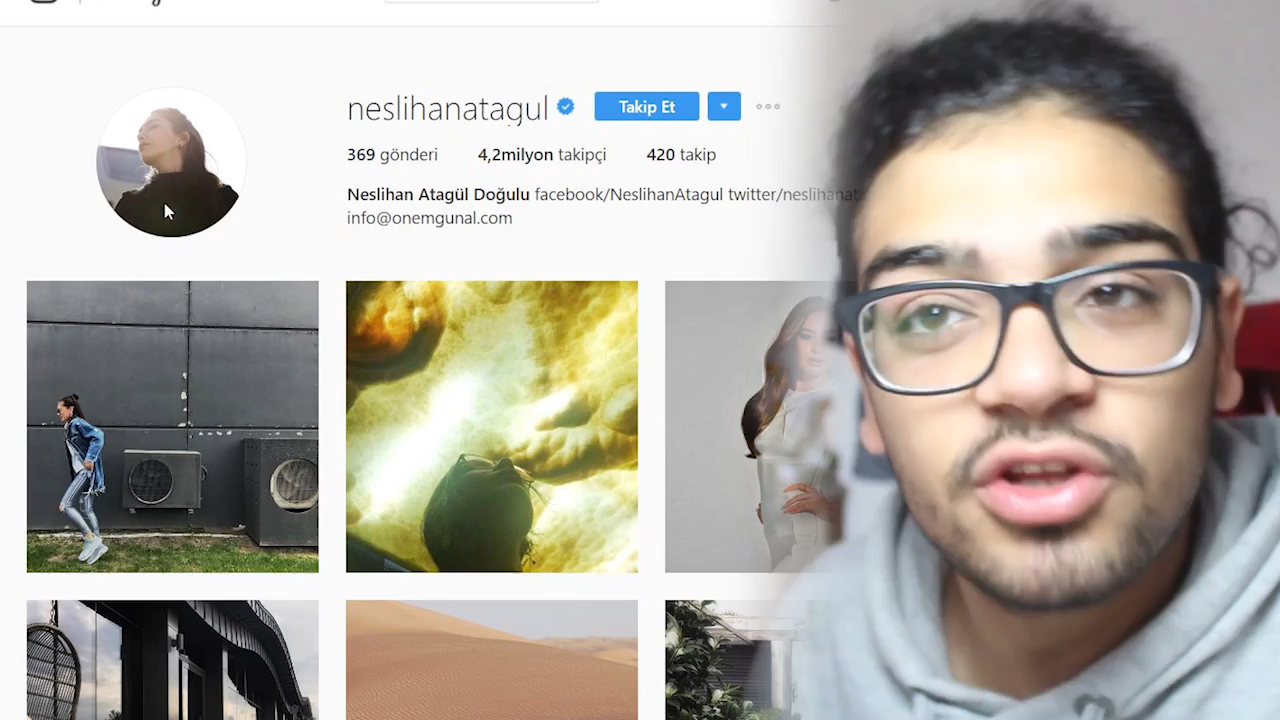 neslihanatagul
Takip Et
369 gönderi 4,2milyon takipçi 420 takip
Neslihan Atagül Doğulu facebook/NeslihanAtagul twitter/neslihanat
info@onemgunal.com